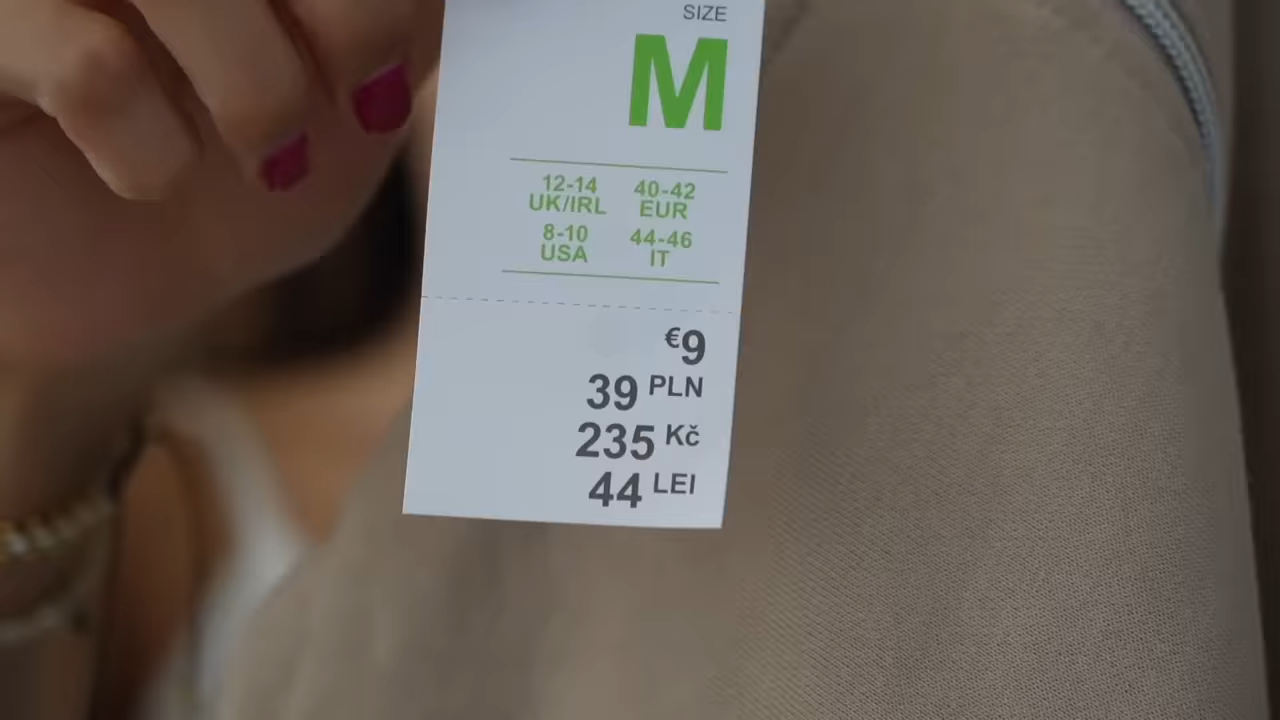 SIZE
M
12-14 40-42
UK/IRL EUR
8-10 44-46
USA IT
€9
39 PLN
235 Kč
44 LEI